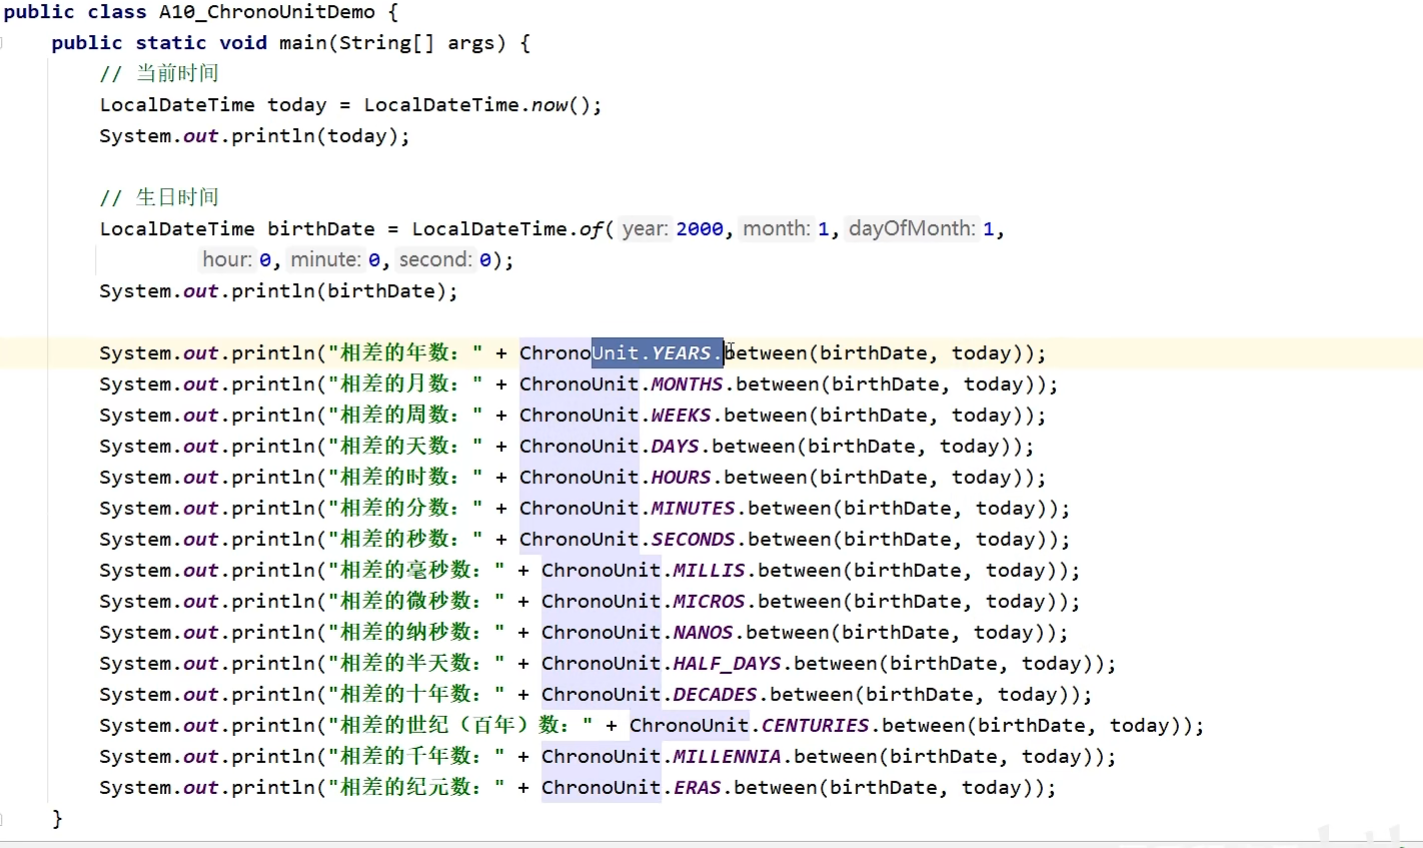 public class A10_ChronoUnitDemo {
public static void main(String[] args) {
// 当前时间
LocalDateTime today = LocalDateTime.now();
System.out.println(today);
// 生日时间
LocalDateTime birthDate = LocalDateTime.of( year: 2000, month: 1, dayOfMonth: 1,
hour: 0, minute: 0, second: 0);
System.out.println(birthDate);
System.out.println("相差的年数：" + ChronoUnit.YEARS.between(birthDate, today));
System.out.println("相差的月数：" + ChronoUnit.MONTHS.between(birthDate, today));
System.out.println("相差的周数：" + ChronoUnit.WEEKS.between(birthDate, today));
System.out.println("相差的天数：" + ChronoUnit.DAYS.between(birthDate, today));
System.out.println("相差的时数：" + ChronoUnit.HOURS.between(birthDate, today));
System.out.println("相差的分数：" + ChronoUnit.MINUTES.between(birthDate, today));
System.out.println("相差的秒数：" + ChronoUnit.SECONDS.between(birthDate, today));
System.out.println("相差的毫秒数：" + ChronoUnit.MILLIS.between(birthDate, today));
System.out.println("相差的微秒数：" + ChronoUnit.MICROS.between(birthDate, today));
System.out.println("相差的纳秒数：" + ChronoUnit.NANOS.between(birthDate, today));
System.out.println("相差的半天数：" + ChronoUnit.HALF_DAYS.between(birthDate, today));
System.out.println("相差的十年数：" + ChronoUnit.DECADES.between(birthDate, today));
System.out.println("相差的世纪（百年）数：" + ChronoUnit.CENTURIES.between(birthDate, today));
System.out.println("相差的千年数：" + ChronoUnit.MILLENNIA.between(birthDate, today));
System.out.println("相差的纪元数：" + ChronoUnit.ERAS.between(birthDate, today));
}